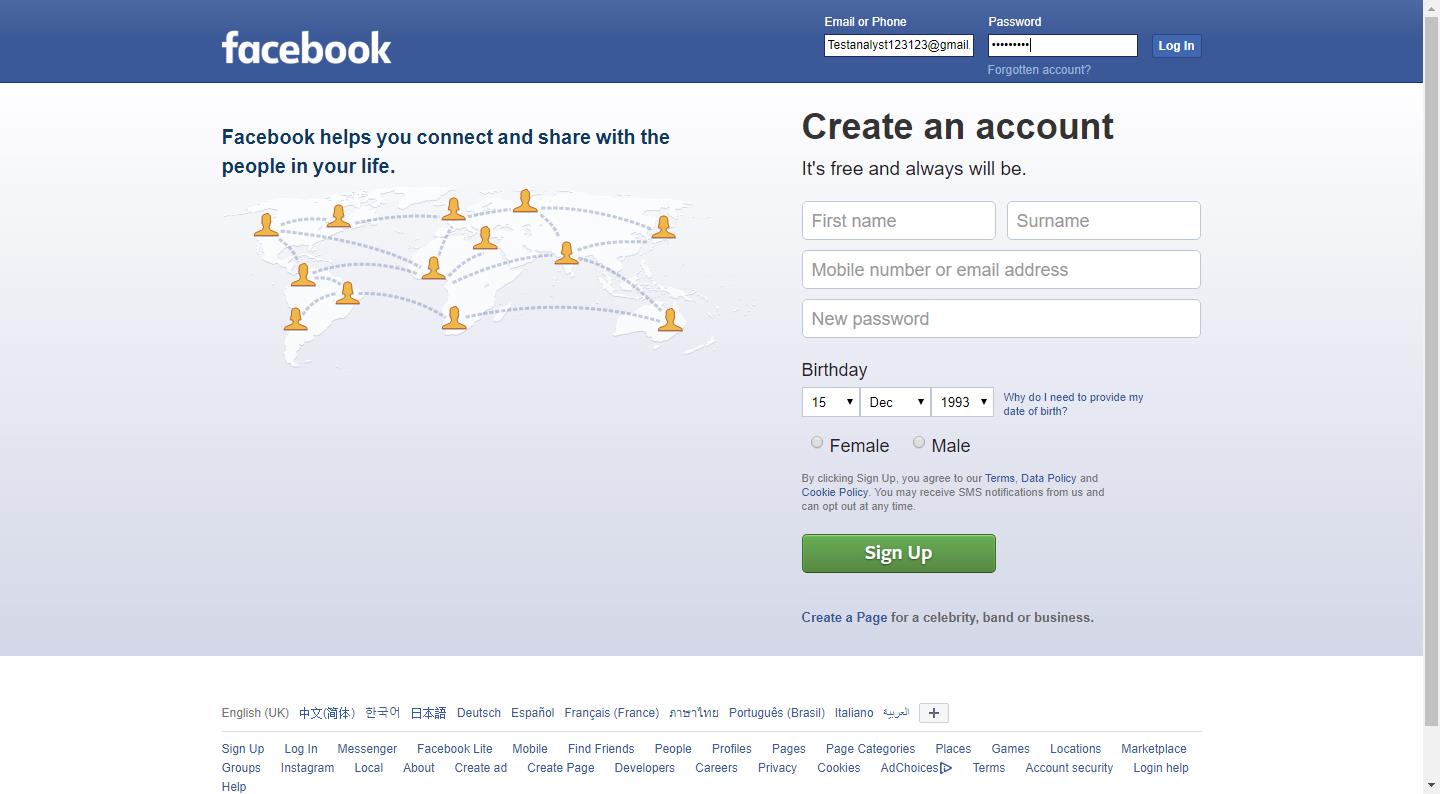 facebook
Email or Phone
Password
Testanalyst123123@gmail.
•••••••••
Log In
Forgotten account?
Facebook helps you connect and share with the
people in your life.
Create an account
It's free and always will be.
First name
Surname
Mobile number or email address
New password
Birthday
15
Dec
1993
Why do I need to provide my
date of birth?
Female
Male
By clicking Sign Up, you agree to our Terms, Data Policy and
Cookie Policy. You may receive SMS notifications from us and
can opt out at any time.
Sign Up
Create a Page for a celebrity, band or business.
English (UK) 中文(简体) 한국어 日本語 Deutsch Español Français (France) ภาษาไทย Português (Brasil) Italiano العربية +
Sign Up Log In Messenger Facebook Lite Mobile Find Friends People Profiles Pages Page Categories Places Games Locations Marketplace
Groups Instagram Local About Create ad Create Page Developers Careers Privacy Cookies AdChoices Terms Account security Login help
Help